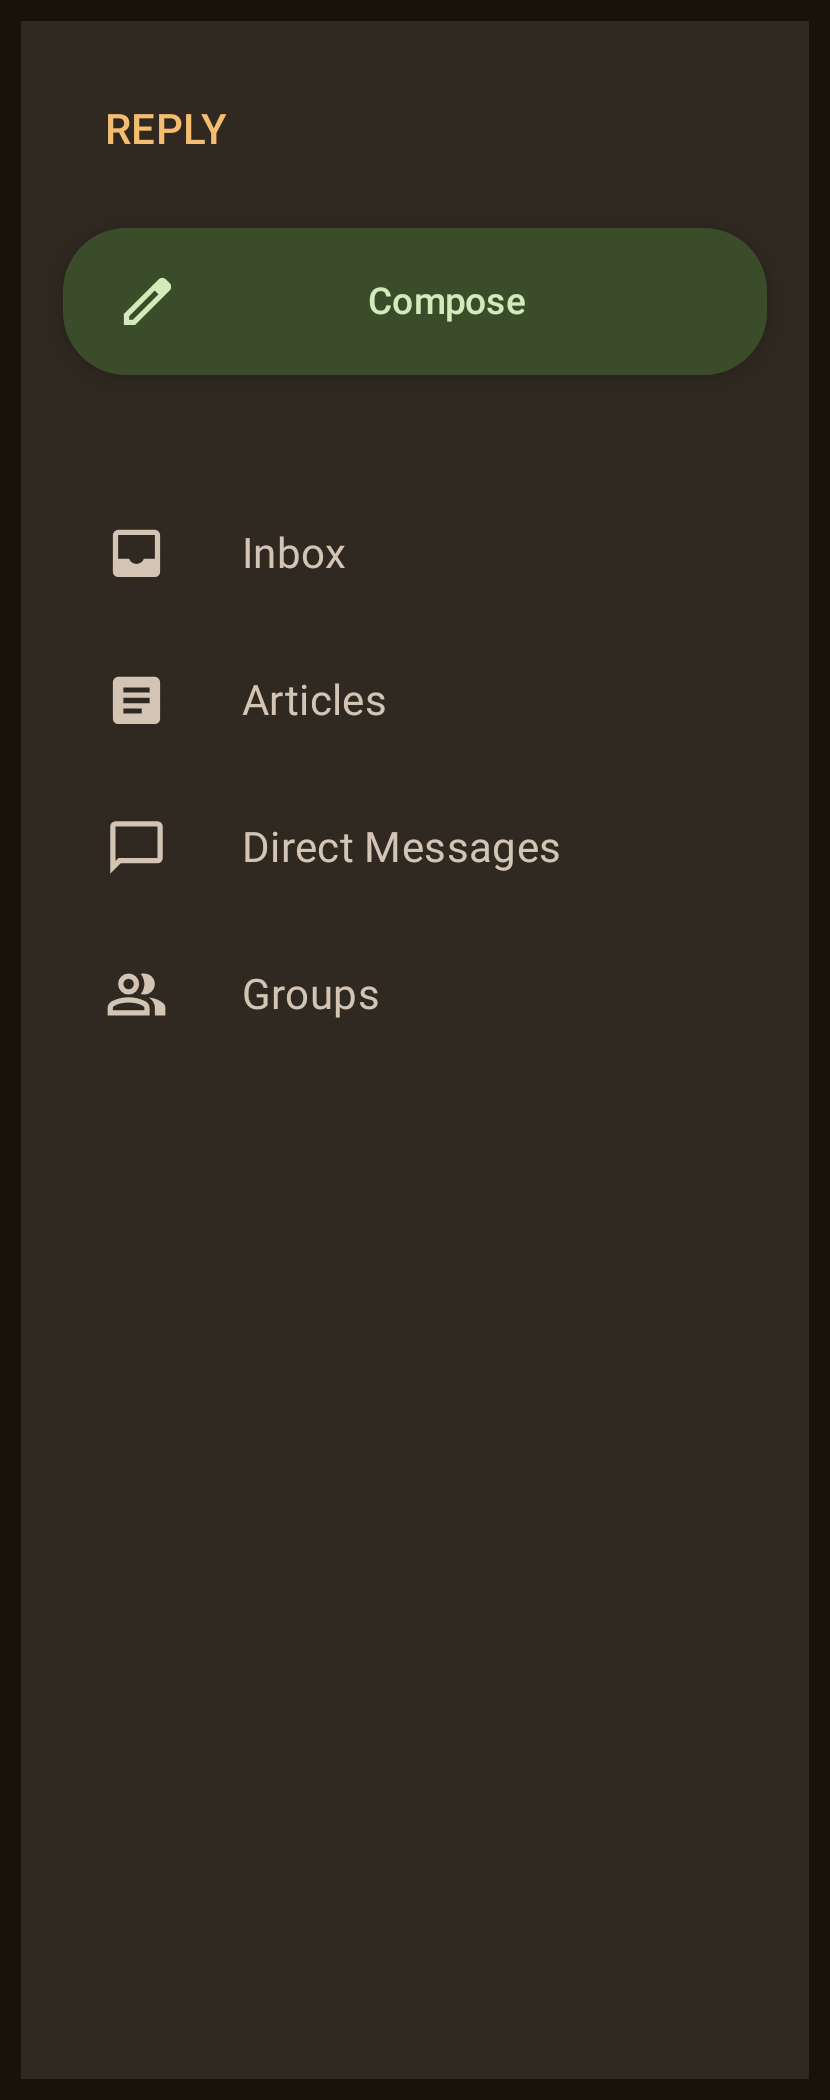 REPLY
Compose
Inbox
Articles
Direct Messages
Groups